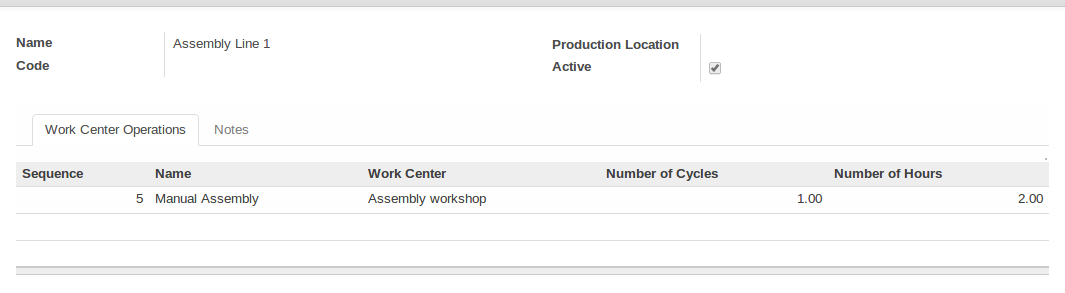 Name Assembly Line 1 Production Location
Code Active
Work Center Operations Notes
Sequence Name Work Center Number of Cycles Number of Hours
5 Manual Assembly Assembly workshop 1.00 2.00